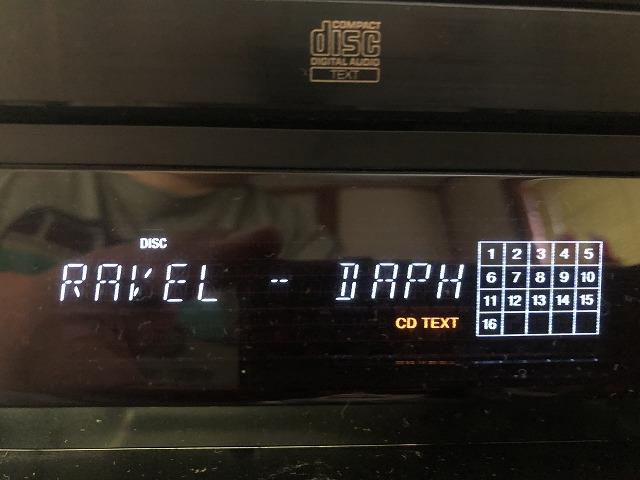 COMPACT
disc
DIGITAL AUDIO
TEXT
DISC
RAVEL - DAPH
CD TEXT
1 2 3 4 5
6 7 8 9 10
11 12 13 14 15
16